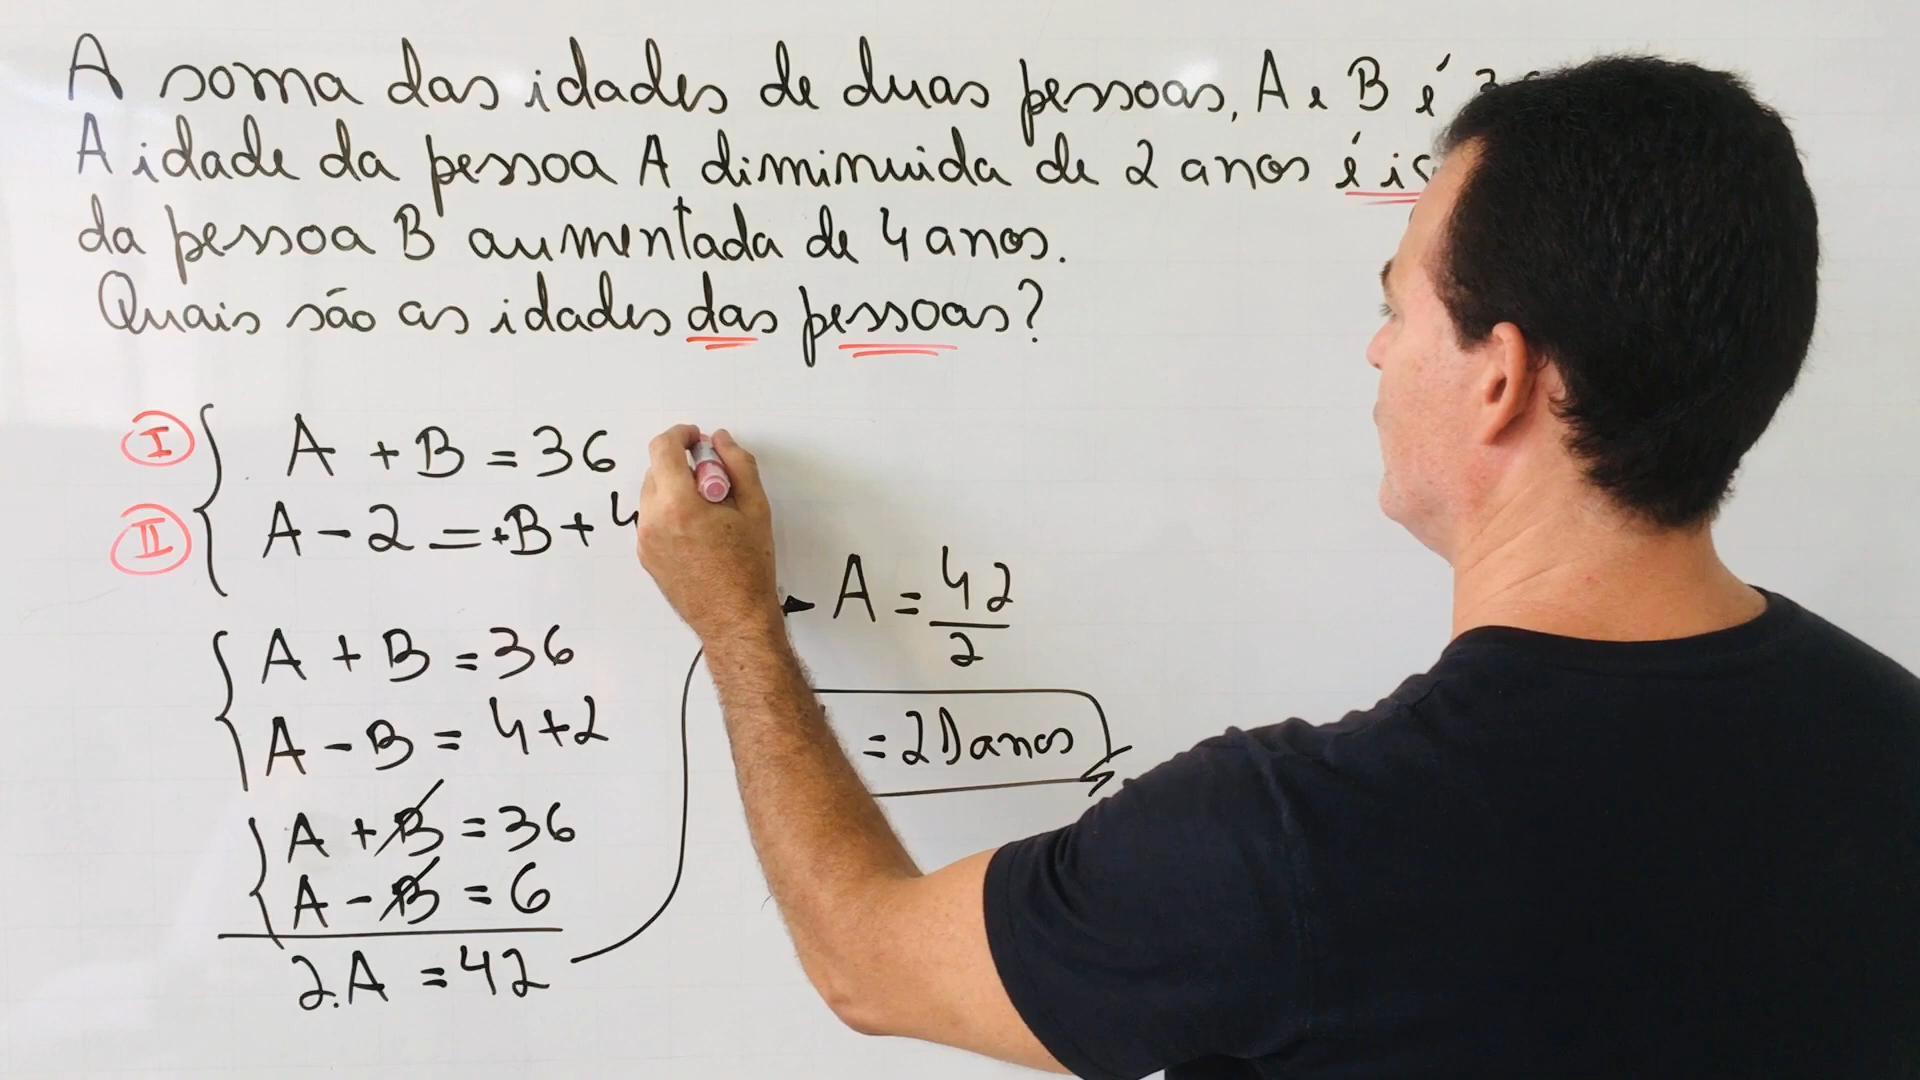 A soma das idades de duas pessoas, A e B é
A idade da pessoa A diminuida de 2 anos é
da pessoa B aumentada de 4 anos.
Quais são as idades das pessoas?
I A + B = 36
II A - 2 = +B + 4
A + B = 36
A - B = 4+2
A + B = 36
A - B = 6
2.A = 42
A = 42/2
= 21 anos